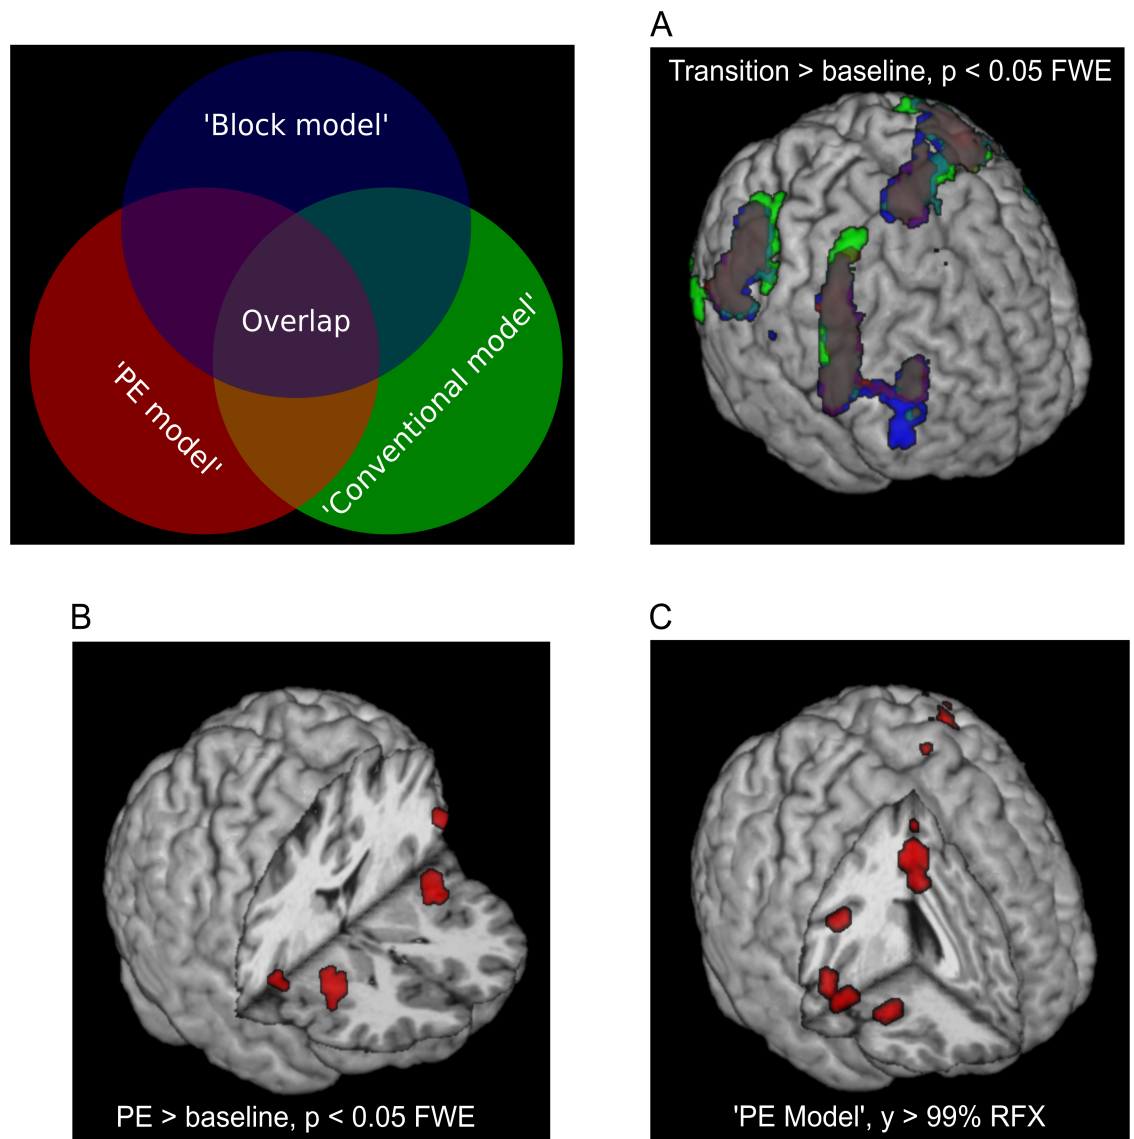 A
'Block model'
Overlap
'PE model'
'Conventional model'
Transition > baseline, p < 0.05 FWE
B
PE > baseline, p < 0.05 FWE
C
'PE Model', y > 99% RFX